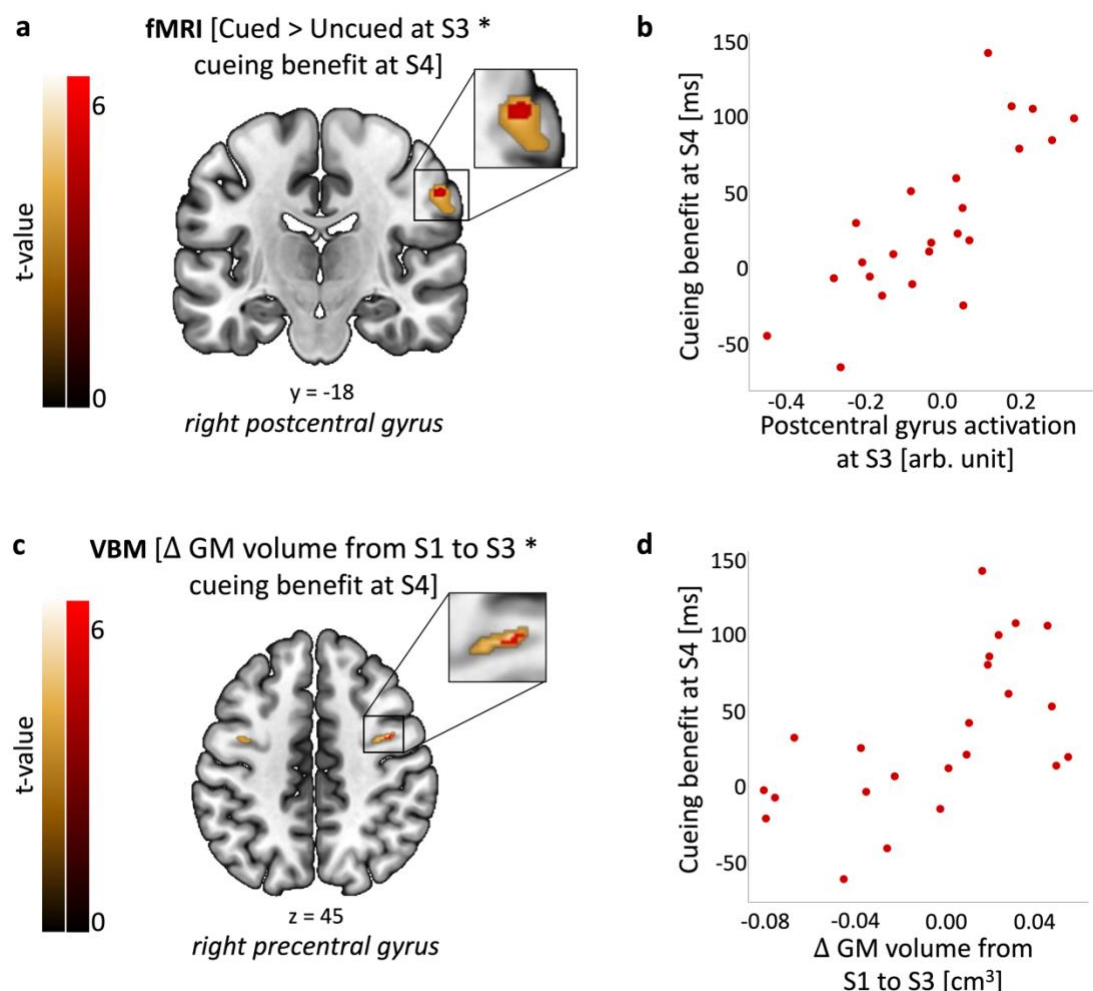 a
fMRI [Cued > Uncued at S3 *
cueing benefit at S4]
6
t-value
0
y = -18
right postcentral gyrus
b
150
100
50
0
-50
Cueing benefit at S4 [ms]
-0.4 -0.2 0.0 0.2
Postcentral gyrus activation
at S3 [arb. unit]
c
VBM [Δ GM volume from S1 to S3 *
cueing benefit at S4]
6
t-value
0
z = 45
right precentral gyrus
d
150
100
50
0
-50
Cueing benefit at S4 [ms]
-0.08 -0.04 0.00 0.04
Δ GM volume from
S1 to S3 [cm³]